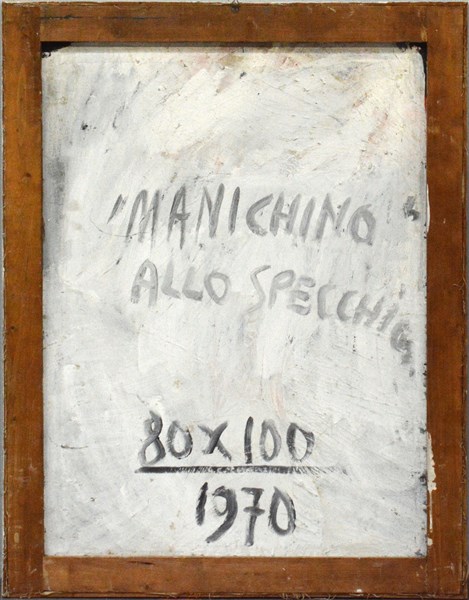 "MANICHINO"
ALLO SPECCHIO
80X100
1970